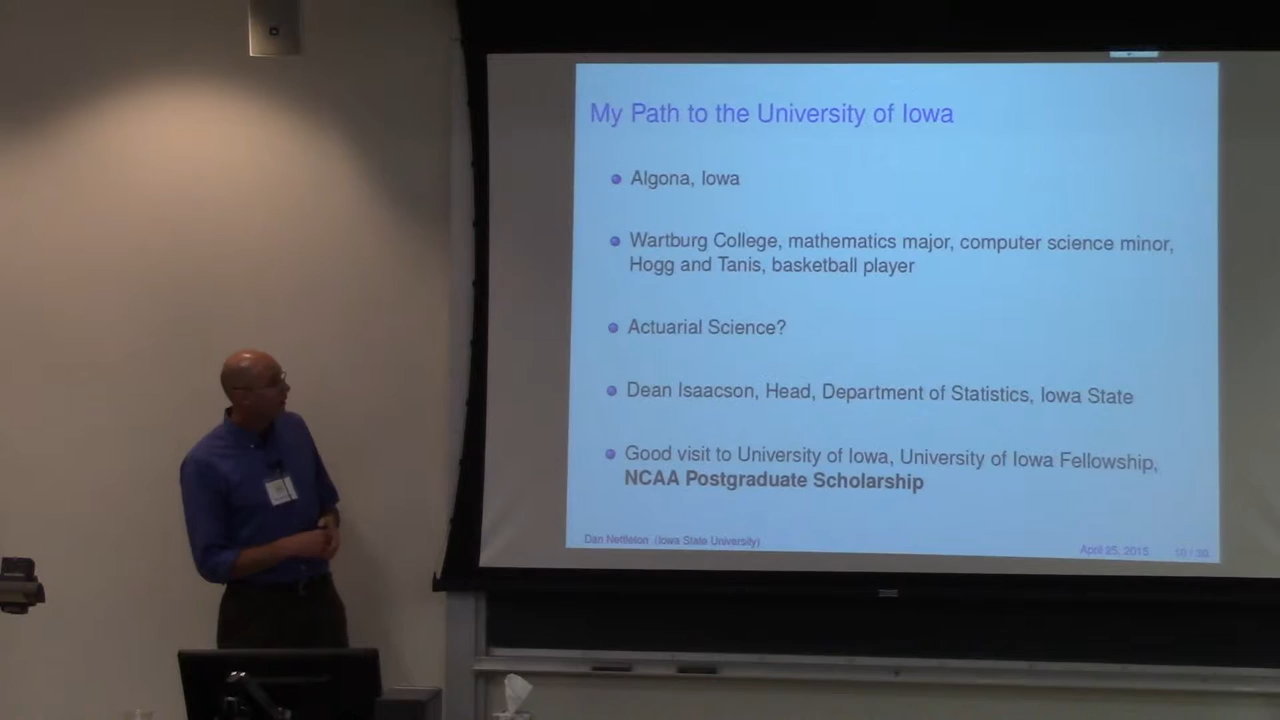 My Path to the University of Iowa
Algona, Iowa
Wartburg College, mathematics major, computer science minor,
Hogg and Tanis, basketball player
Actuarial Science?
Dean Isaacson, Head, Department of Statistics, Iowa State
Good visit to University of Iowa, University of Iowa Fellowship,
NCAA Postgraduate Scholarship
Dan Nettleton (Iowa State University)
April 25, 2015 10 / 30